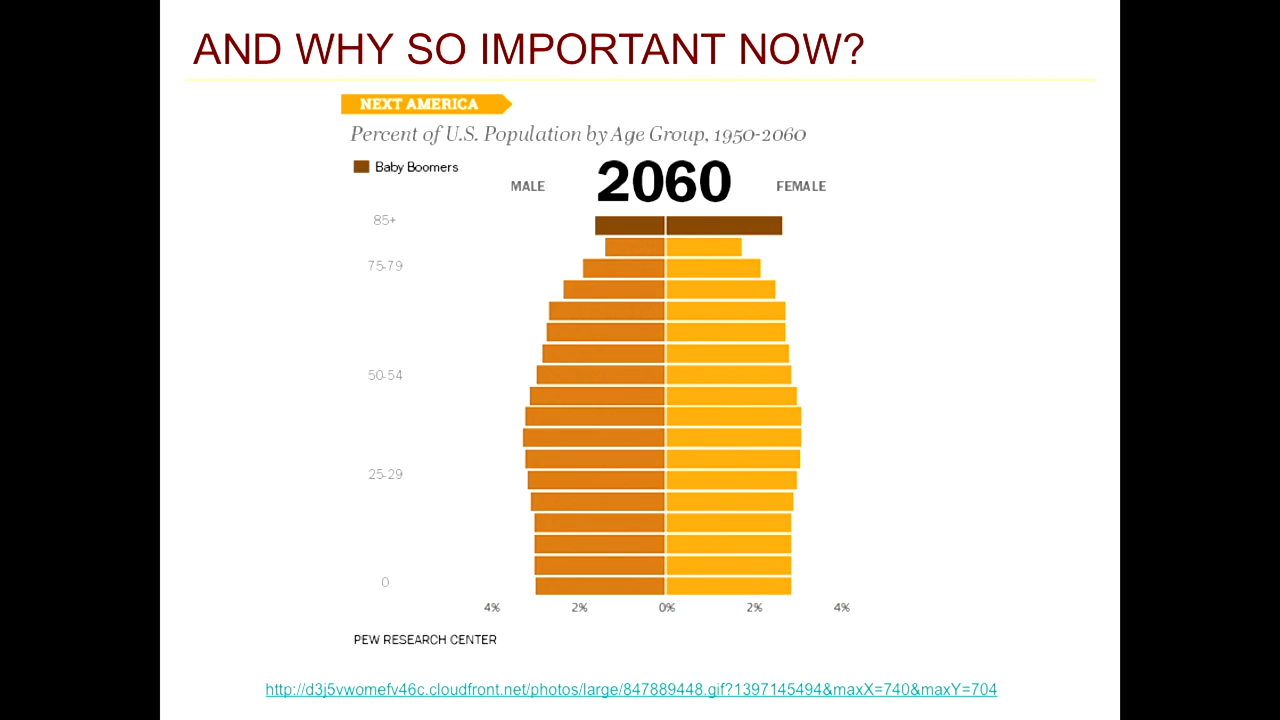 AND WHY SO IMPORTANT NOW?
NEXT AMERICA
Percent of U.S. Population by Age Group, 1950-2060
Baby Boomers
MALE 2060 FEMALE
85+
75-79
50-54
25-29
0
4% 2% 0% 2% 4%
PEW RESEARCH CENTER
http://d3j5vwomefv46c.cloudfront.net/photos/large/847889448.gif?1397145494&maxX=740&maxY=704